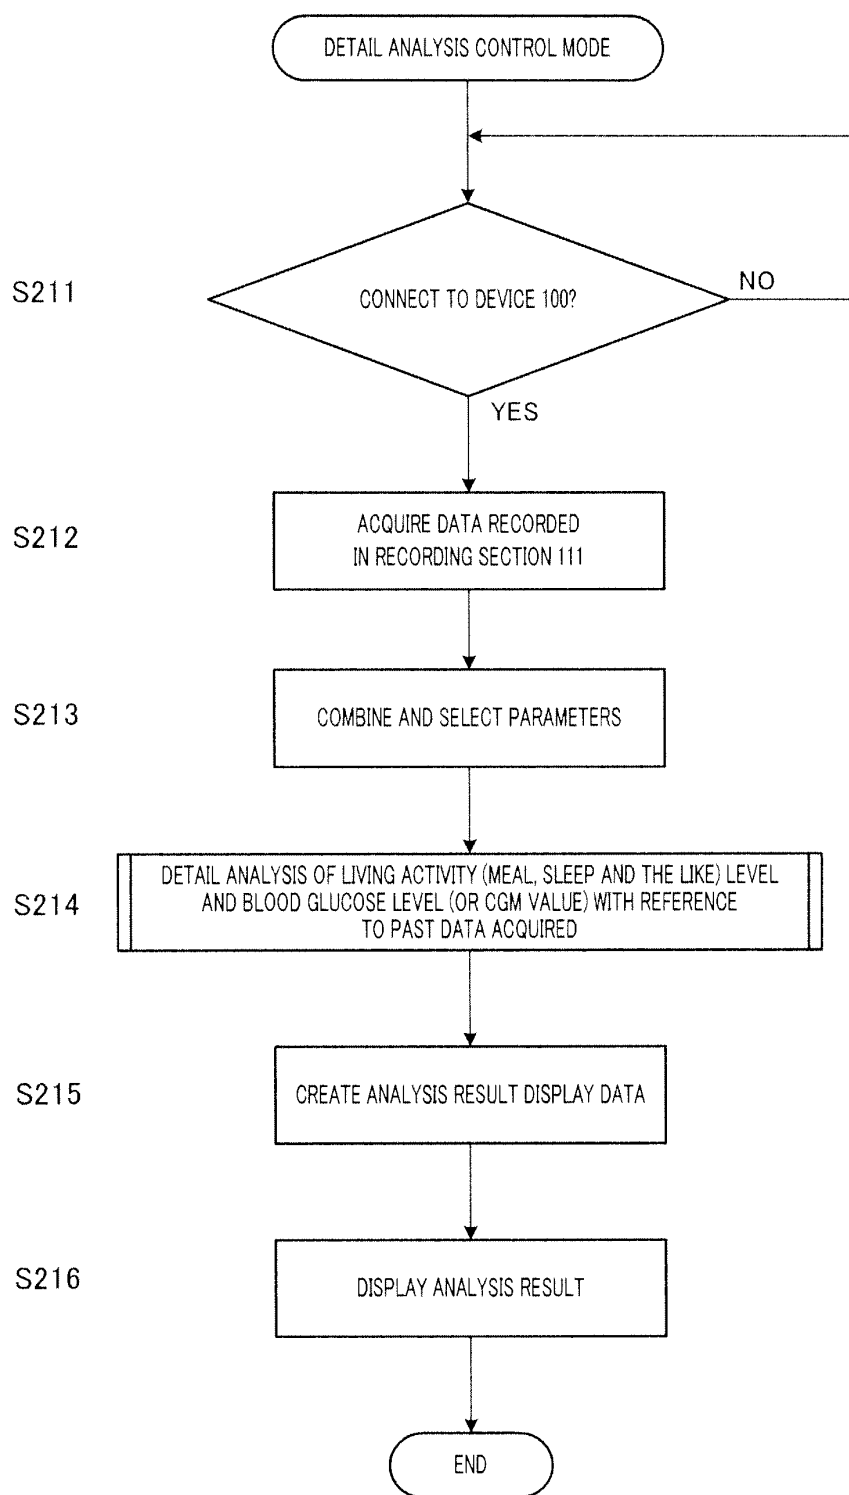 DETAIL ANALYSIS CONTROL MODE
S211
CONNECT TO DEVICE 100?
NO
YES
S212
ACQUIRE DATA RECORDED
IN RECORDING SECTION 111
S213
COMBINE AND SELECT PARAMETERS
S214
DETAIL ANALYSIS OF LIVING ACTIVITY (MEAL, SLEEP AND THE LIKE) LEVEL
AND BLOOD GLUCOSE LEVEL (OR CGM VALUE) WITH REFERENCE
TO PAST DATA ACQUIRED
S215
CREATE ANALYSIS RESULT DISPLAY DATA
S216
DISPLAY ANALYSIS RESULT
END